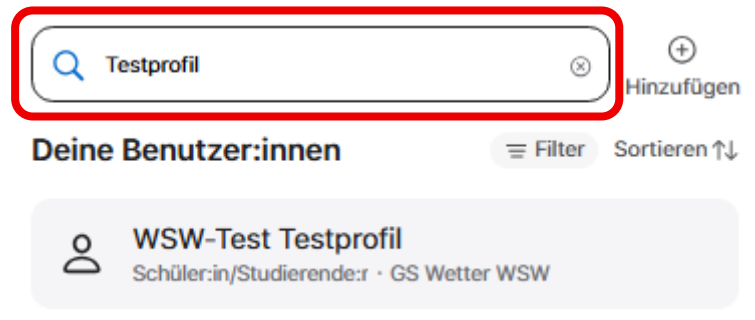 Testprofil
Hinzufügen
Deine Benutzer:innen Filter Sortieren
WSW-Test Testprofil
Schüler:in/Studierende:r · GS Wetter WSW